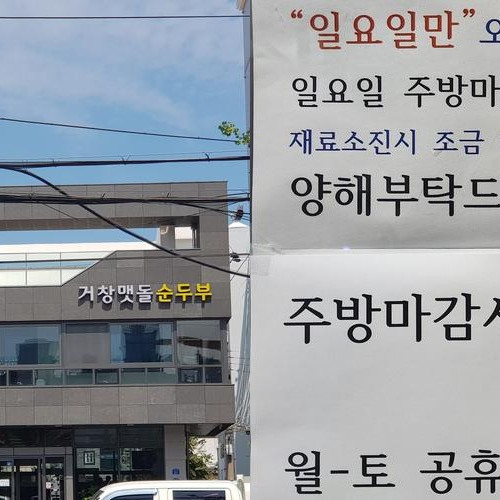 거창맷돌순두부
“일요일만”
일요일 주방마
재료소진시 조금
양해부탁드
주방마감시
월-토 공휴